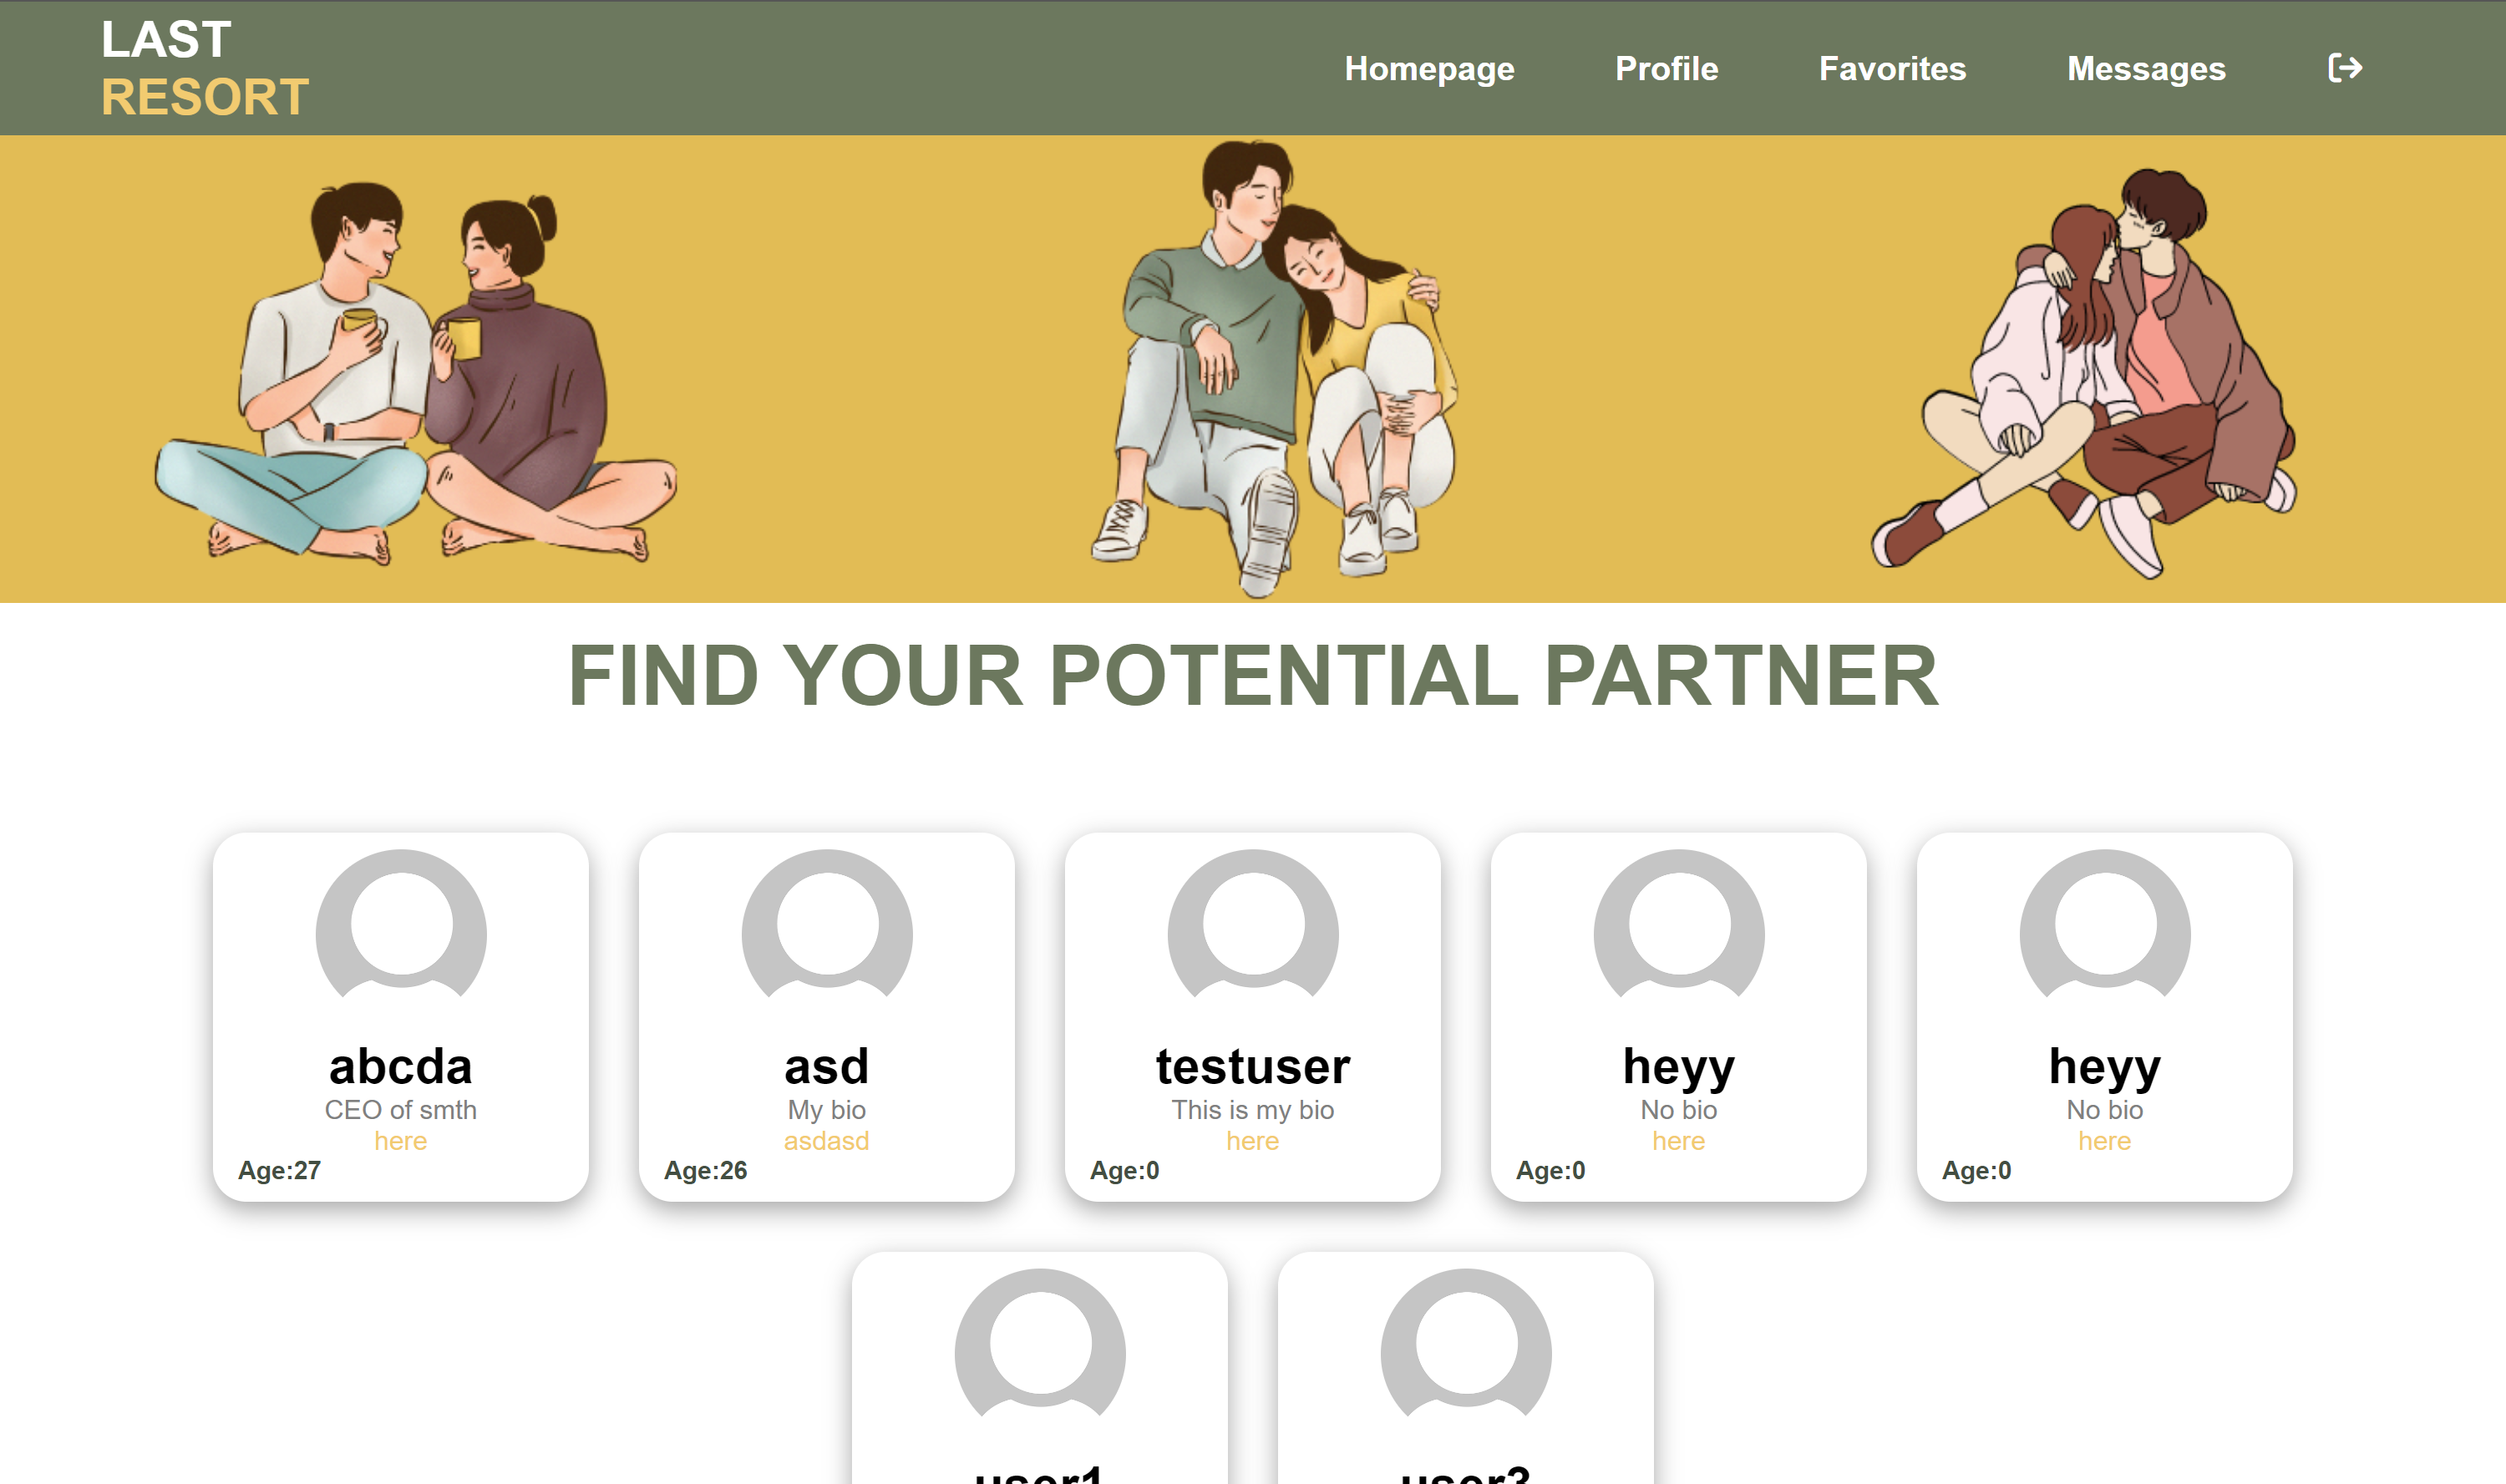 LAST
RESORT
Homepage Profile Favorites Messages
FIND YOUR POTENTIAL PARTNER
abcda
CEO of smth
here
Age:27
asd
My bio
asdasd
Age:26
testuser
This is my bio
here
Age:0
heyy
No bio
here
Age:0
heyy
No bio
here
Age:0
user1
user3